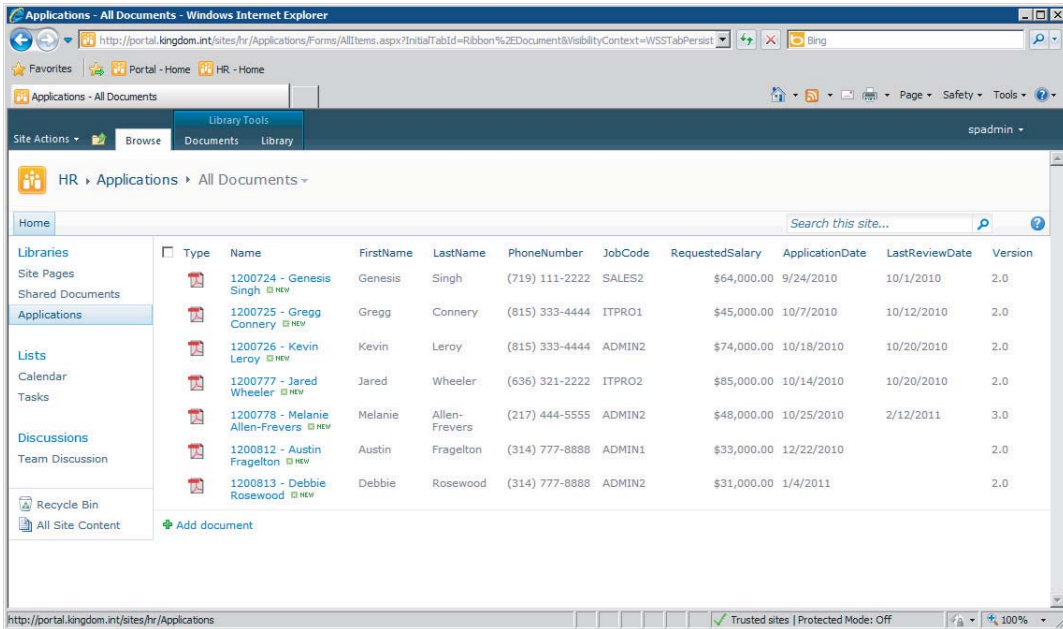 Applications - All Documents - Windows Internet Explorer
http://portal.kingdom.int/sites/hr/Applications/Forms/AllItems.aspx?InitialTabId=Ribbon%2EDocument&VisibilityContext=WSSTabPersist Bing
Favorites Portal - Home HR - Home
Applications - All Documents Page Safety Tools
Library Tools
Site Actions Browse Documents Library spadmin
HR Applications All Documents
Home Search this site...
Libraries Type Name FirstName LastName PhoneNumber JobCode RequestedSalary ApplicationDate LastReviewDate Version
Site Pages
Shared Documents
Applications
Lists
Calendar
Tasks
Discussions
Team Discussion
Recycle Bin
All Site Content
1200724 - Genesis Genesis Singh (719) 111-2222 SALES2 $64,000.00 9/24/2010 10/1/2010 2.0
Singh NEW
1200725 - Gregg Gregg Connery (815) 333-4444 ITPRO1 $45,000.00 10/7/2010 10/12/2010 2.0
Connery NEW
1200726 - Kevin Kevin Leroy (815) 333-4444 ADMIN2 $74,000.00 10/18/2010 10/20/2010 2.0
Leroy NEW
1200777 - Jared Jared Wheeler (636) 321-2222 ITPRO2 $85,000.00 10/14/2010 10/20/2010 2.0
Wheeler NEW
1200778 - Melanie Melanie Allen- (217) 444-5555 ADMIN2 $48,000.00 10/25/2010 2/12/2011 3.0
Allen-Frevers NEW Frevers
1200812 - Austin Austin Fragelton (314) 777-8888 ADMIN1 $33,000.00 12/22/2010 2.0
Fragelton NEW
1200813 - Debbie Debbie Rosewood (314) 777-8888 ADMIN2 $31,000.00 1/4/2011 2.0
Rosewood NEW
Add document
http://portal.kingdom.int/sites/hr/Applications Trusted sites | Protected Mode: Off 100%